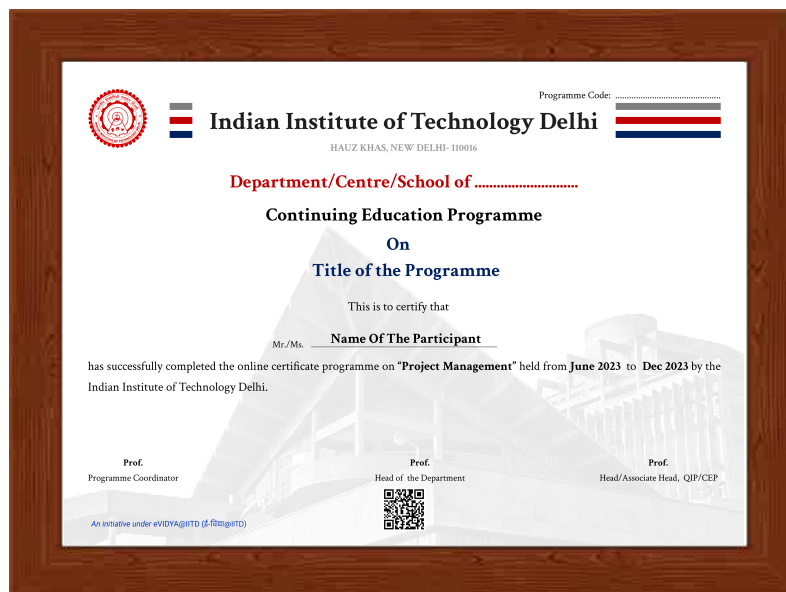 Programme Code: ..........................................
Indian Institute of Technology Delhi
HAUZ KHAS, NEW DELHI- 110016
Department/Centre/School of ............................
Continuing Education Programme
On
Title of the Programme
This is to certify that
Mr./Ms. Name Of The Participant
has successfully completed the online certificate programme on “Project Management” held from June 2023 to Dec 2023 by the
Indian Institute of Technology Delhi.
Prof. Prof. Prof.
Programme Coordinator Head of the Department Head/Associate Head, QIP/CEP
An initiative under eVIDYA@IITD (ई-विद्या@IITD)